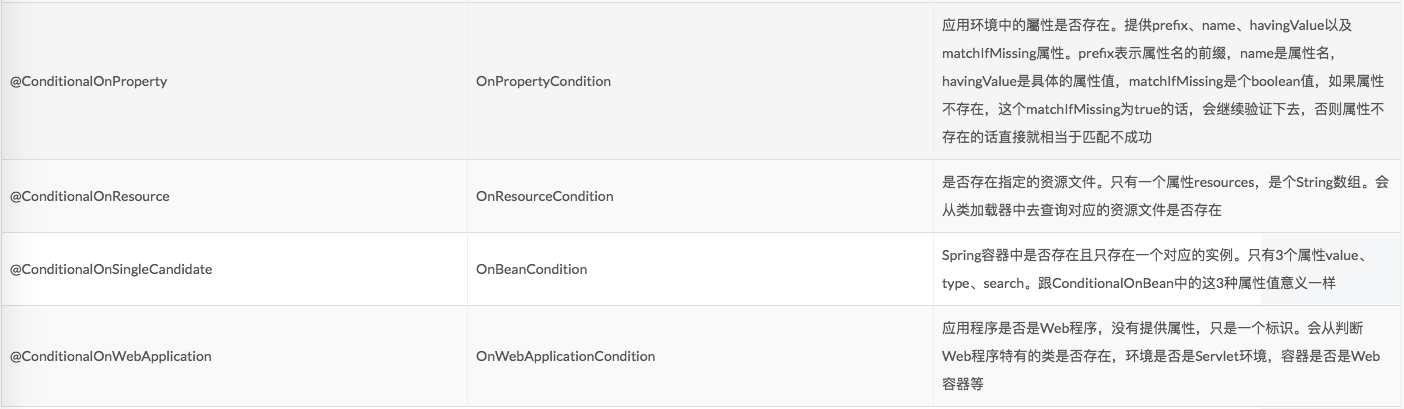 应用环境中的屬性是否存在。提供prefix、name、havingValue以及
matchIfMissing属性。prefix表示属性名的前缀，name是属性名，
@ConditionalOnProperty
OnPropertyCondition
havingValue是具体的属性值，matchIfMissing是个boolean值，如果属性
不存在，这个matchIfMissing为true的话，会继续验证下去，否则属性不
存在的话直接就相当于匹配不成功
@ConditionalOnResource
OnResourceCondition
是否存在指定的资源文件。只有一个属性resources，是个String数组。会
从类加载器中去查询对应的资源文件是否存在
@ConditionalOnSingleCandidate
OnBeanCondition
Spring容器中是否存在且只存在一个对应的实例。只有3个属性value、
type、search。跟ConditionalOnBean中的这3种属性值意义一样
@ConditionalOnWebApplication
OnWebApplicationCondition
应用程序是否是Web程序，没有提供属性，只是一个标识。会从判断
Web程序特有的类是否存在，环境是否是Servlet环境，容器是否是Web
容器等